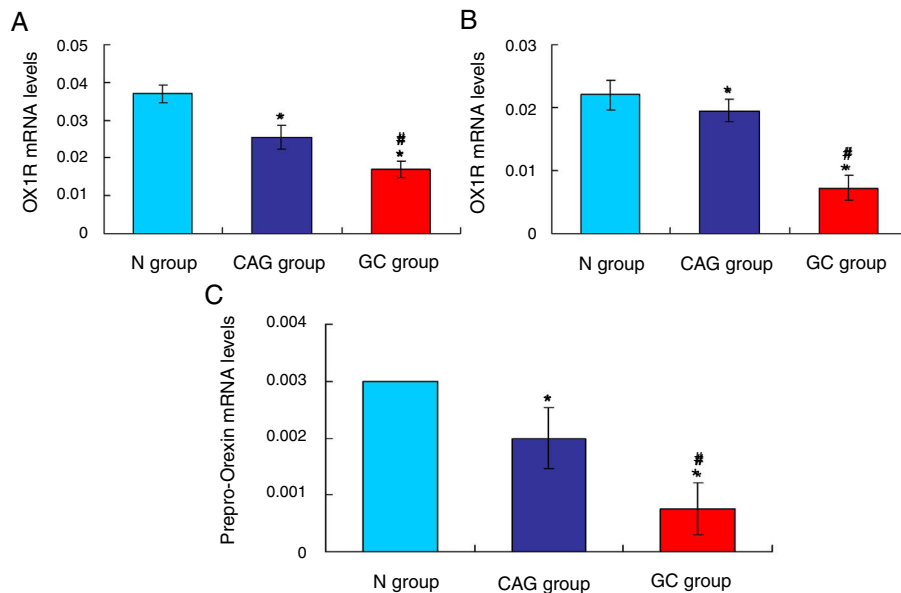 A
OX1R mRNA levels
0.05
0.04
0.03
0.02
0.01
0
*
#
*
N group CAG group GC group
B
OX1R mRNA levels
0.03
0.02
0.01
0
*
#
**
N group CAG group GC group
C
Prepro-Orexin mRNA levels
0.004
0.003
0.002
0.001
0
*
#
**
N group CAG group GC group